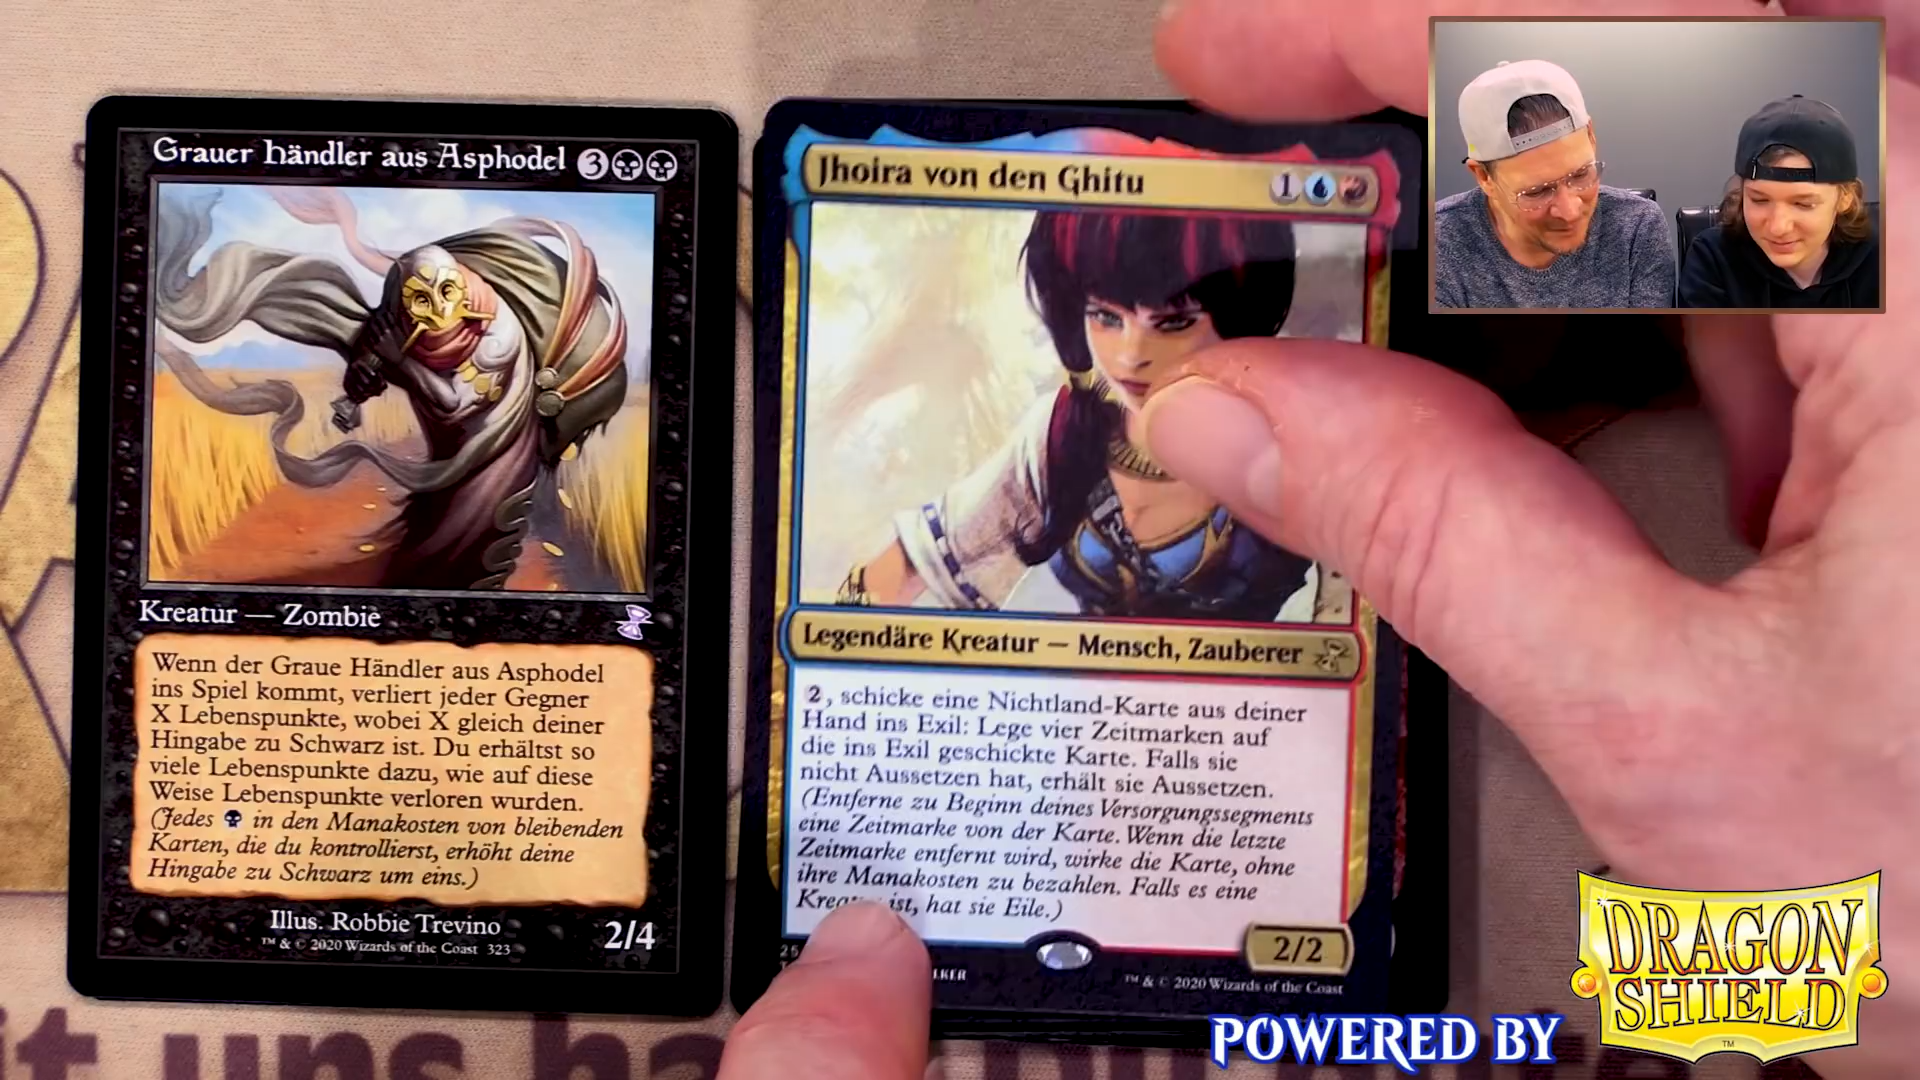 Grauer Händler aus Asphodel 3
Kreatur — Zombie
Wenn der Graue Händler aus Asphodel
ins Spiel kommt, verliert jeder Gegner
X Lebenspunkte, wobei X gleich deiner
Hingabe zu Schwarz ist. Du erhältst so
viele Lebenspunkte dazu, wie auf diese
Weise Lebenspunkte verloren wurden.
(Jedes in den Manakosten von bleibenden
Karten, die du kontrollierst, erhöht deine
Hingabe zu Schwarz um eins.)
Illus. Robbie Trevino
™ & © 2020 Wizards of the Coast 323
2/4
Jhoira von den Ghitu 1
Legendäre Kreatur — Mensch, Zauberer
2, schicke eine Nichtland-Karte aus deiner
Hand ins Exil: Lege vier Zeitmarken auf
die ins Exil geschickte Karte. Falls sie
nicht Aussetzen hat, erhält sie Aussetzen.
(Entferne zu Beginn deines Versorgungssegments
eine Zeitmarke von der Karte. Wenn die letzte
Zeitmarke entfernt wird, wirke die Karte, ohne
ihre Manakosten zu bezahlen. Falls es eine
ist, hat sie Eile.)
2/2
™ & © 2020 Wizards of the Coast
POWERED BY
DRAGON
SHIELD
™
uns